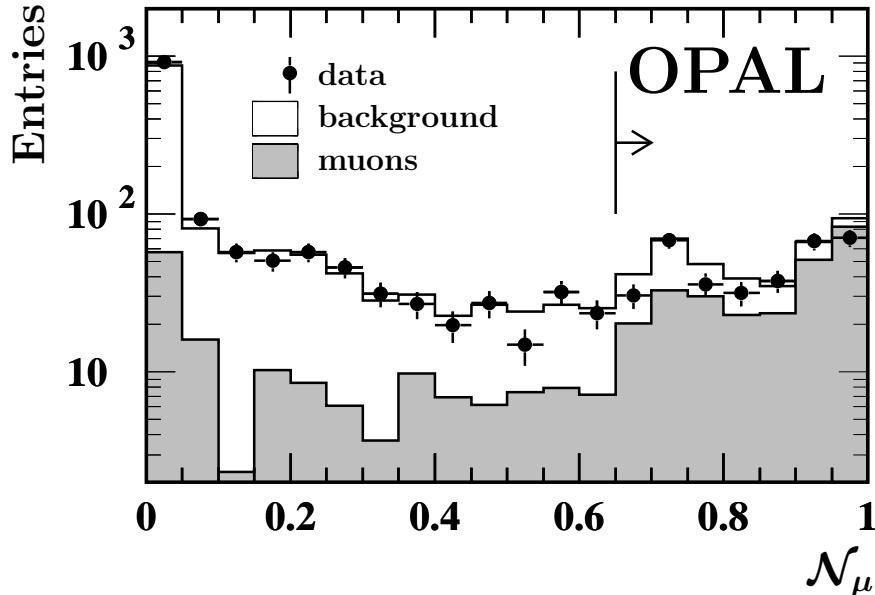 Entries
10³
10²
10
data
background
muons
OPAL
0 0.2 0.4 0.6 0.8 1
𝒩μ